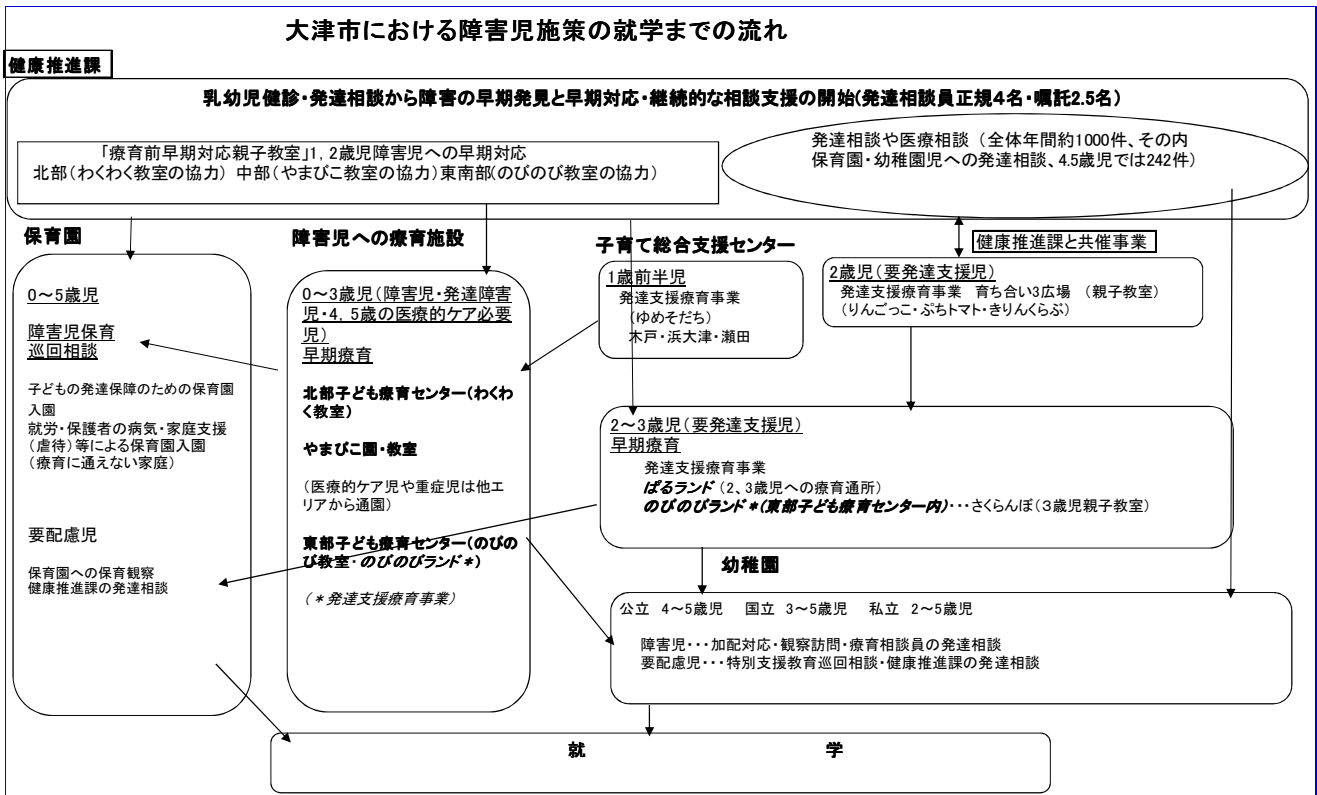 大津市における障害児施策の就学までの流れ
健康推進課
乳幼児健診・発達相談から障害の早期発見と早期対応・継続的な相談支援の開始(発達相談員正規4名・嘱託2.5名)
「療育前早期対応親子教室」1,2歳児障害児への早期対応
北部(わくわく教室の協力) 中部(やまびこ教室の協力)東南部(のびのび教室の協力)
発達相談や医療相談 (全体年間約1000件、その内
保育園・幼稚園児への発達相談、4.5歳児では242件)
保育園
0~5歳児
障害児保育
巡回相談
子どもの発達保障のための保育園
入園
就労・保護者の病気・家庭支援
(虐待)等による保育園入園
(療育に通えない家庭)
要配慮児
保育園への保育観察
健康推進課の発達相談
障害児への療育施設
0~3歳児(障害児・発達障害
児・4,5歳の医療的ケア必要
児)
早期療育
北部子ども療育センター(わくわ
く教室)
やまびこ園・教室
(医療的ケア児や重症児は他エ
リアから通園)
東部子ども療育センター(のびの
び教室・のびのびランド*)
(*発達支援療育事業)
子育て総合支援センター
1歳前半児
発達支援療育事業
(ゆめそだち)
木戸・浜大津・瀬田
健康推進課と共催事業
2歳児(要発達支援児)
発達支援療育事業 育ち合い3広場 (親子教室)
(りんごっこ・ぷちトマト・きりんくらぶ)
2~3歳児(要発達支援児)
早期療育
発達支援療育事業
ぱるランド(2、3歳児への療育通所)
のびのびランド*(東部子ども療育センター内)・・・さくらんぼ(3歳児親子教室)
幼稚園
公立 4~5歳児 国立 3~5歳児 私立 2~5歳児
障害児・・・加配対応・観察訪問・療育相談員の発達相談
要配慮児・・・特別支援教育巡回相談・健康推進課の発達相談
就 学